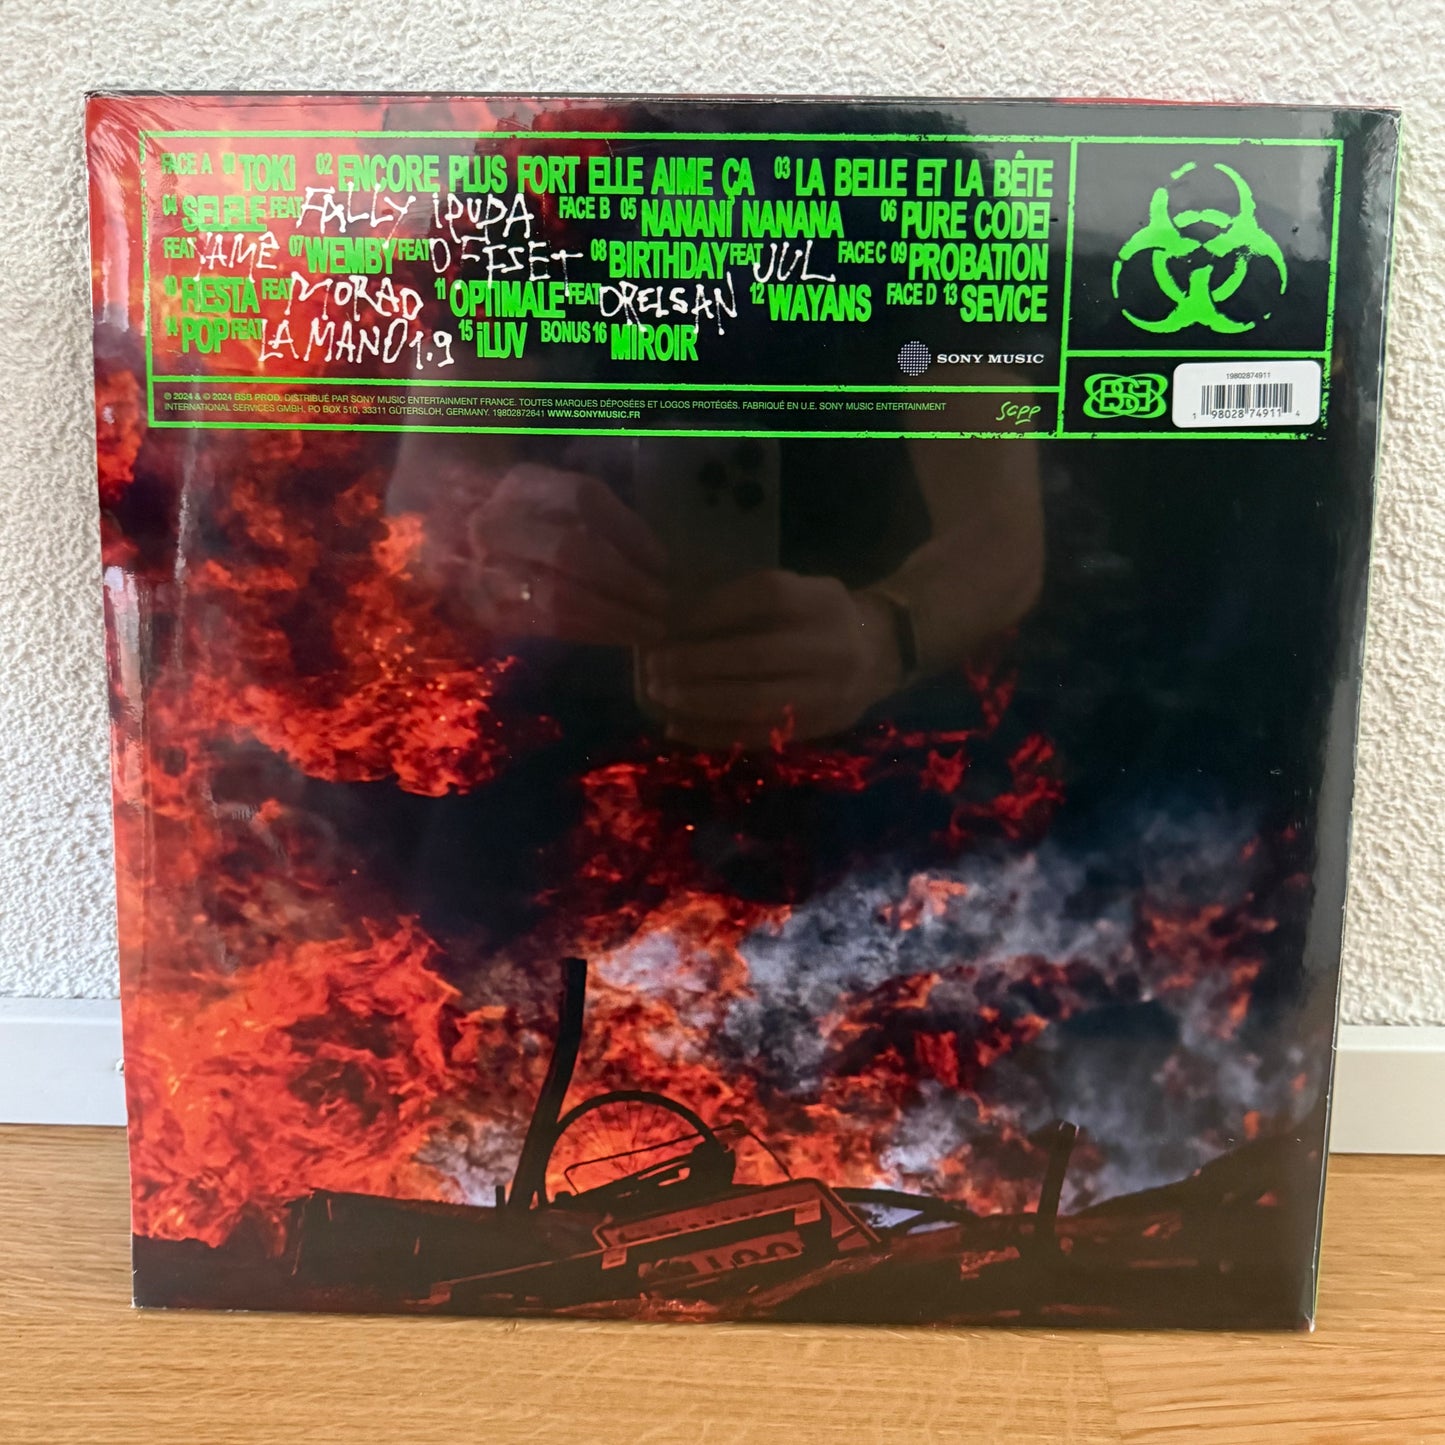 FACE A 01 TOKI 02 ENCORE PLUS FORT ELLE AIME ÇA 03 LA BELLE ET LA BÊTE
04 SELELE FEAT FALLY IPUPA FACE B 05 NANANI NANANA 06 PURE CODEI
FEAT IAME 07 WEMBY FEAT OFFSET 08 BIRTHDAY FEAT JUL FACE C 09 PROBATION
10 FIESTA FEAT MORAD 11 OPTIMALE FEAT ORELSAN 12 WAYANS FACE D 13 SEVICE
14 POP FEAT LA MANO 1.9 15 iLUV BONUS 16 MIROIR
SONY MUSIC
℗ 2024 & © 2024 BSB PROD. DISTRIBUÉ PAR SONY MUSIC ENTERTAINMENT FRANCE. TOUTES MARQUES DÉPOSÉES ET LOGOS PROTÉGÉS. FABRIQUÉ EN U.E. SONY MUSIC ENTERTAINMENT
INTERNATIONAL SERVICES GMBH, PO BOX 510, 33311 GÜTERSLOH, GERMANY. 19802872641 WWW.SONYMUSIC.FR
scpp
BSB
19802874911
1 98028 74911 4